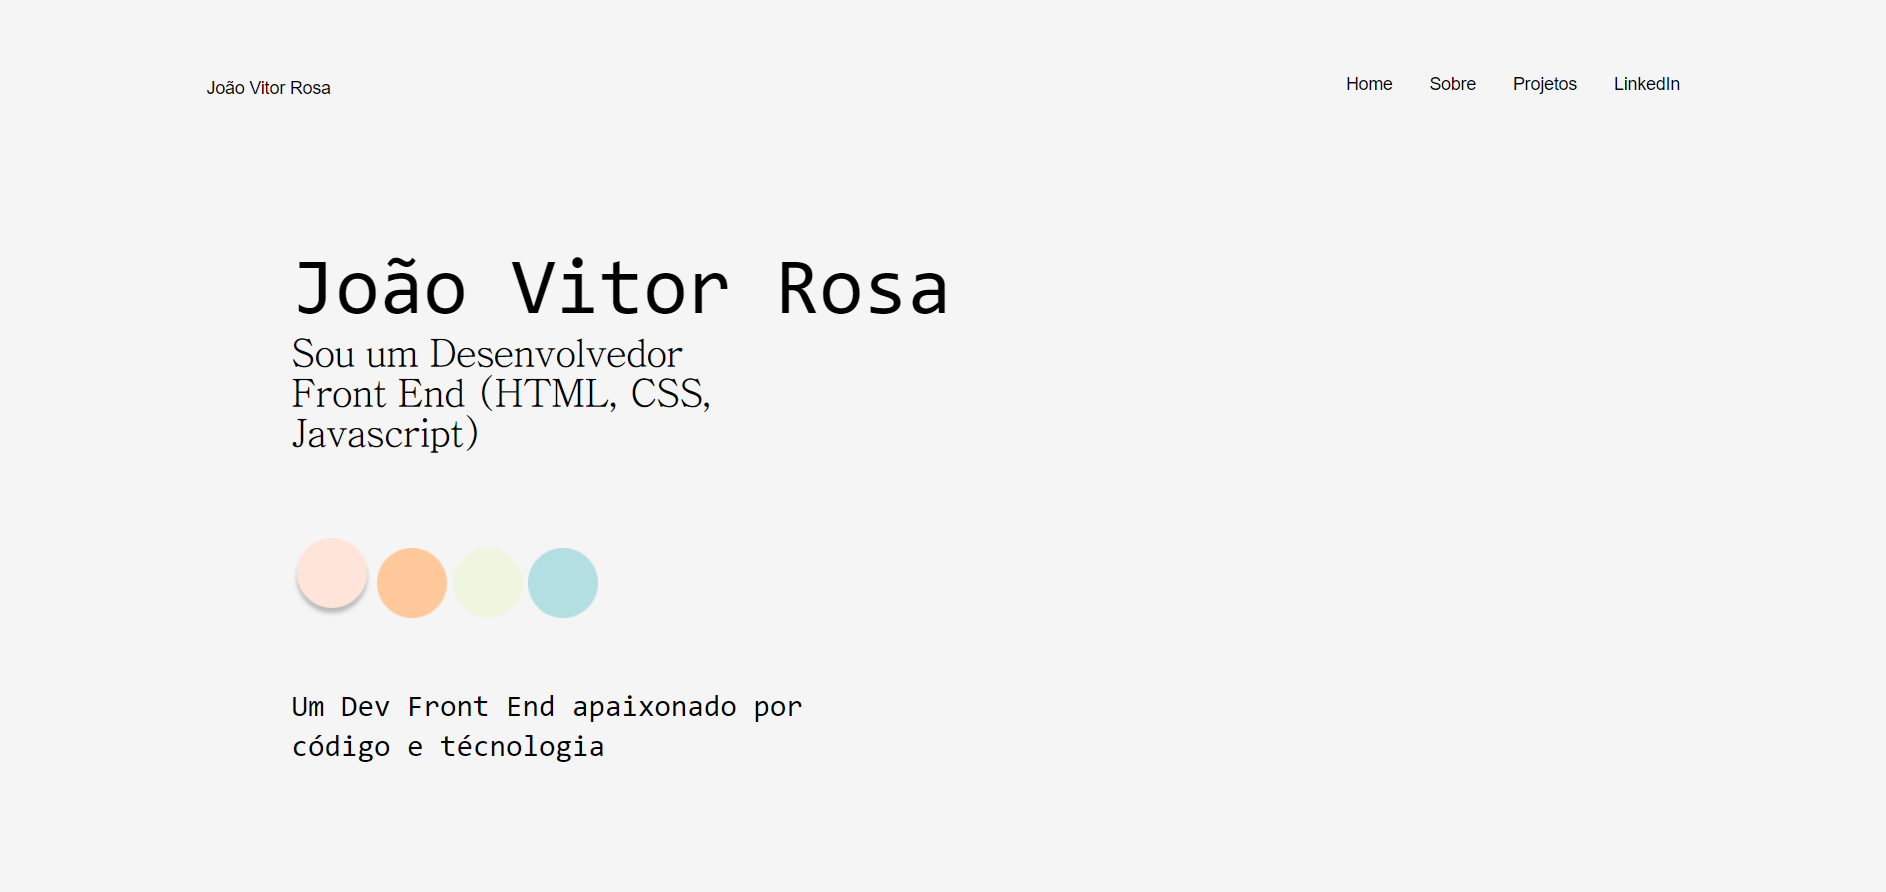 João Vitor Rosa
Home Sobre Projetos LinkedIn
João Vitor Rosa
Sou um Desenvolvedor
Front End (HTML, CSS,
Javascript)
Um Dev Front End apaixonado por
código e técnologia